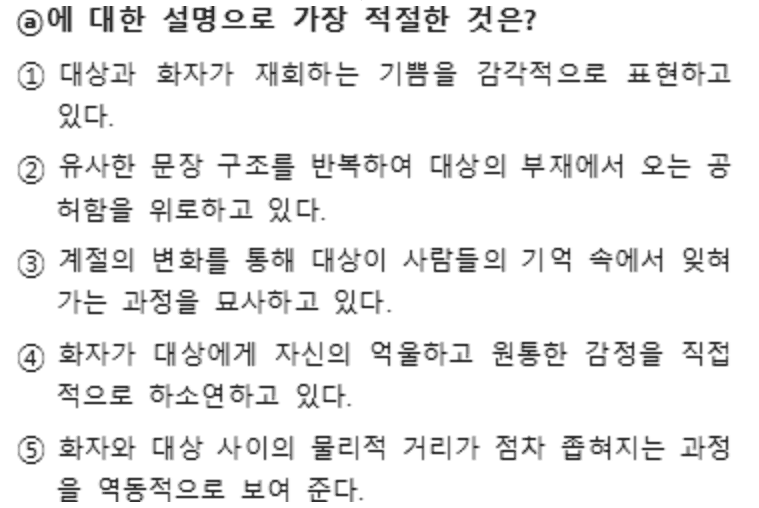 ⓐ에 대한 설명으로 가장 적절한 것은?
① 대상과 화자가 재회하는 기쁨을 감각적으로 표현하고
있다.
② 유사한 문장 구조를 반복하여 대상의 부재에서 오는 공
허함을 위로하고 있다.
③ 계절의 변화를 통해 대상이 사람들의 기억 속에서 잊혀
가는 과정을 묘사하고 있다.
④ 화자가 대상에게 자신의 억울하고 원통한 감정을 직접
적으로 하소연하고 있다.
⑤ 화자와 대상 사이의 물리적 거리가 점차 좁혀지는 과정
을 역동적으로 보여 준다.